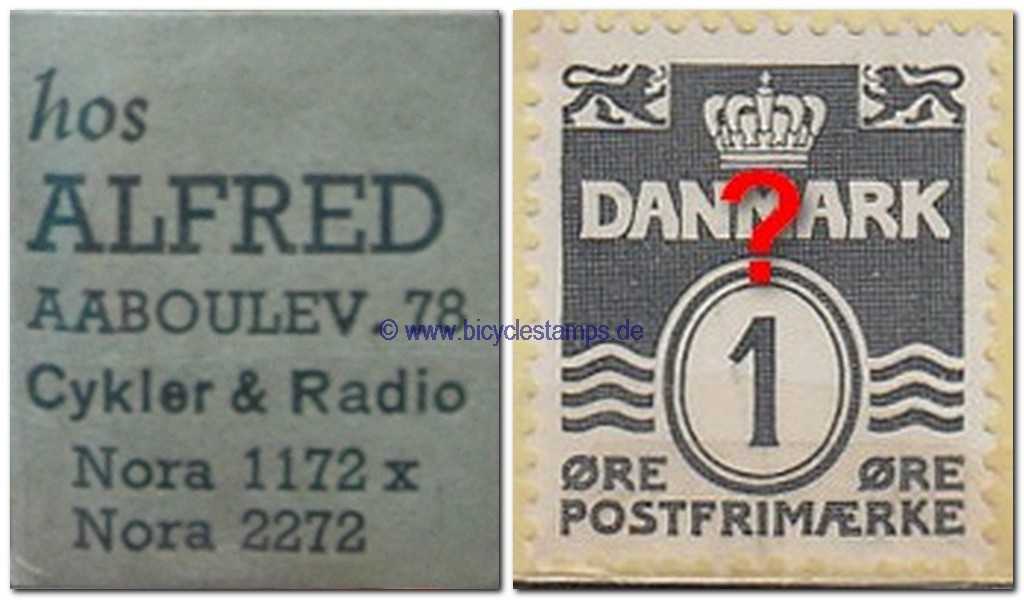 hos
ALFRED
AABOULEV. 78
Cykler & Radio
Nora 1172 x
Nora 2272
© www.bicyclestamps.de
DANMARK
?
1
ØRE ØRE
POSTFRIMÆRKE